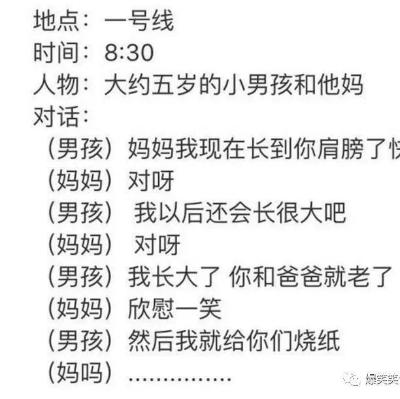 地点：一号线
时间：8:30
人物：大约五岁的小男孩和他妈
对话：
（男孩）妈妈我现在长到你肩膀了
（妈妈）对呀
（男孩） 我以后还会长很大吧
（妈妈） 对呀
（男孩）我长大了 你和爸爸就老了
（妈妈）欣慰一笑
（男孩）然后我就给你们烧纸
（妈吗）...............
爆笑笑